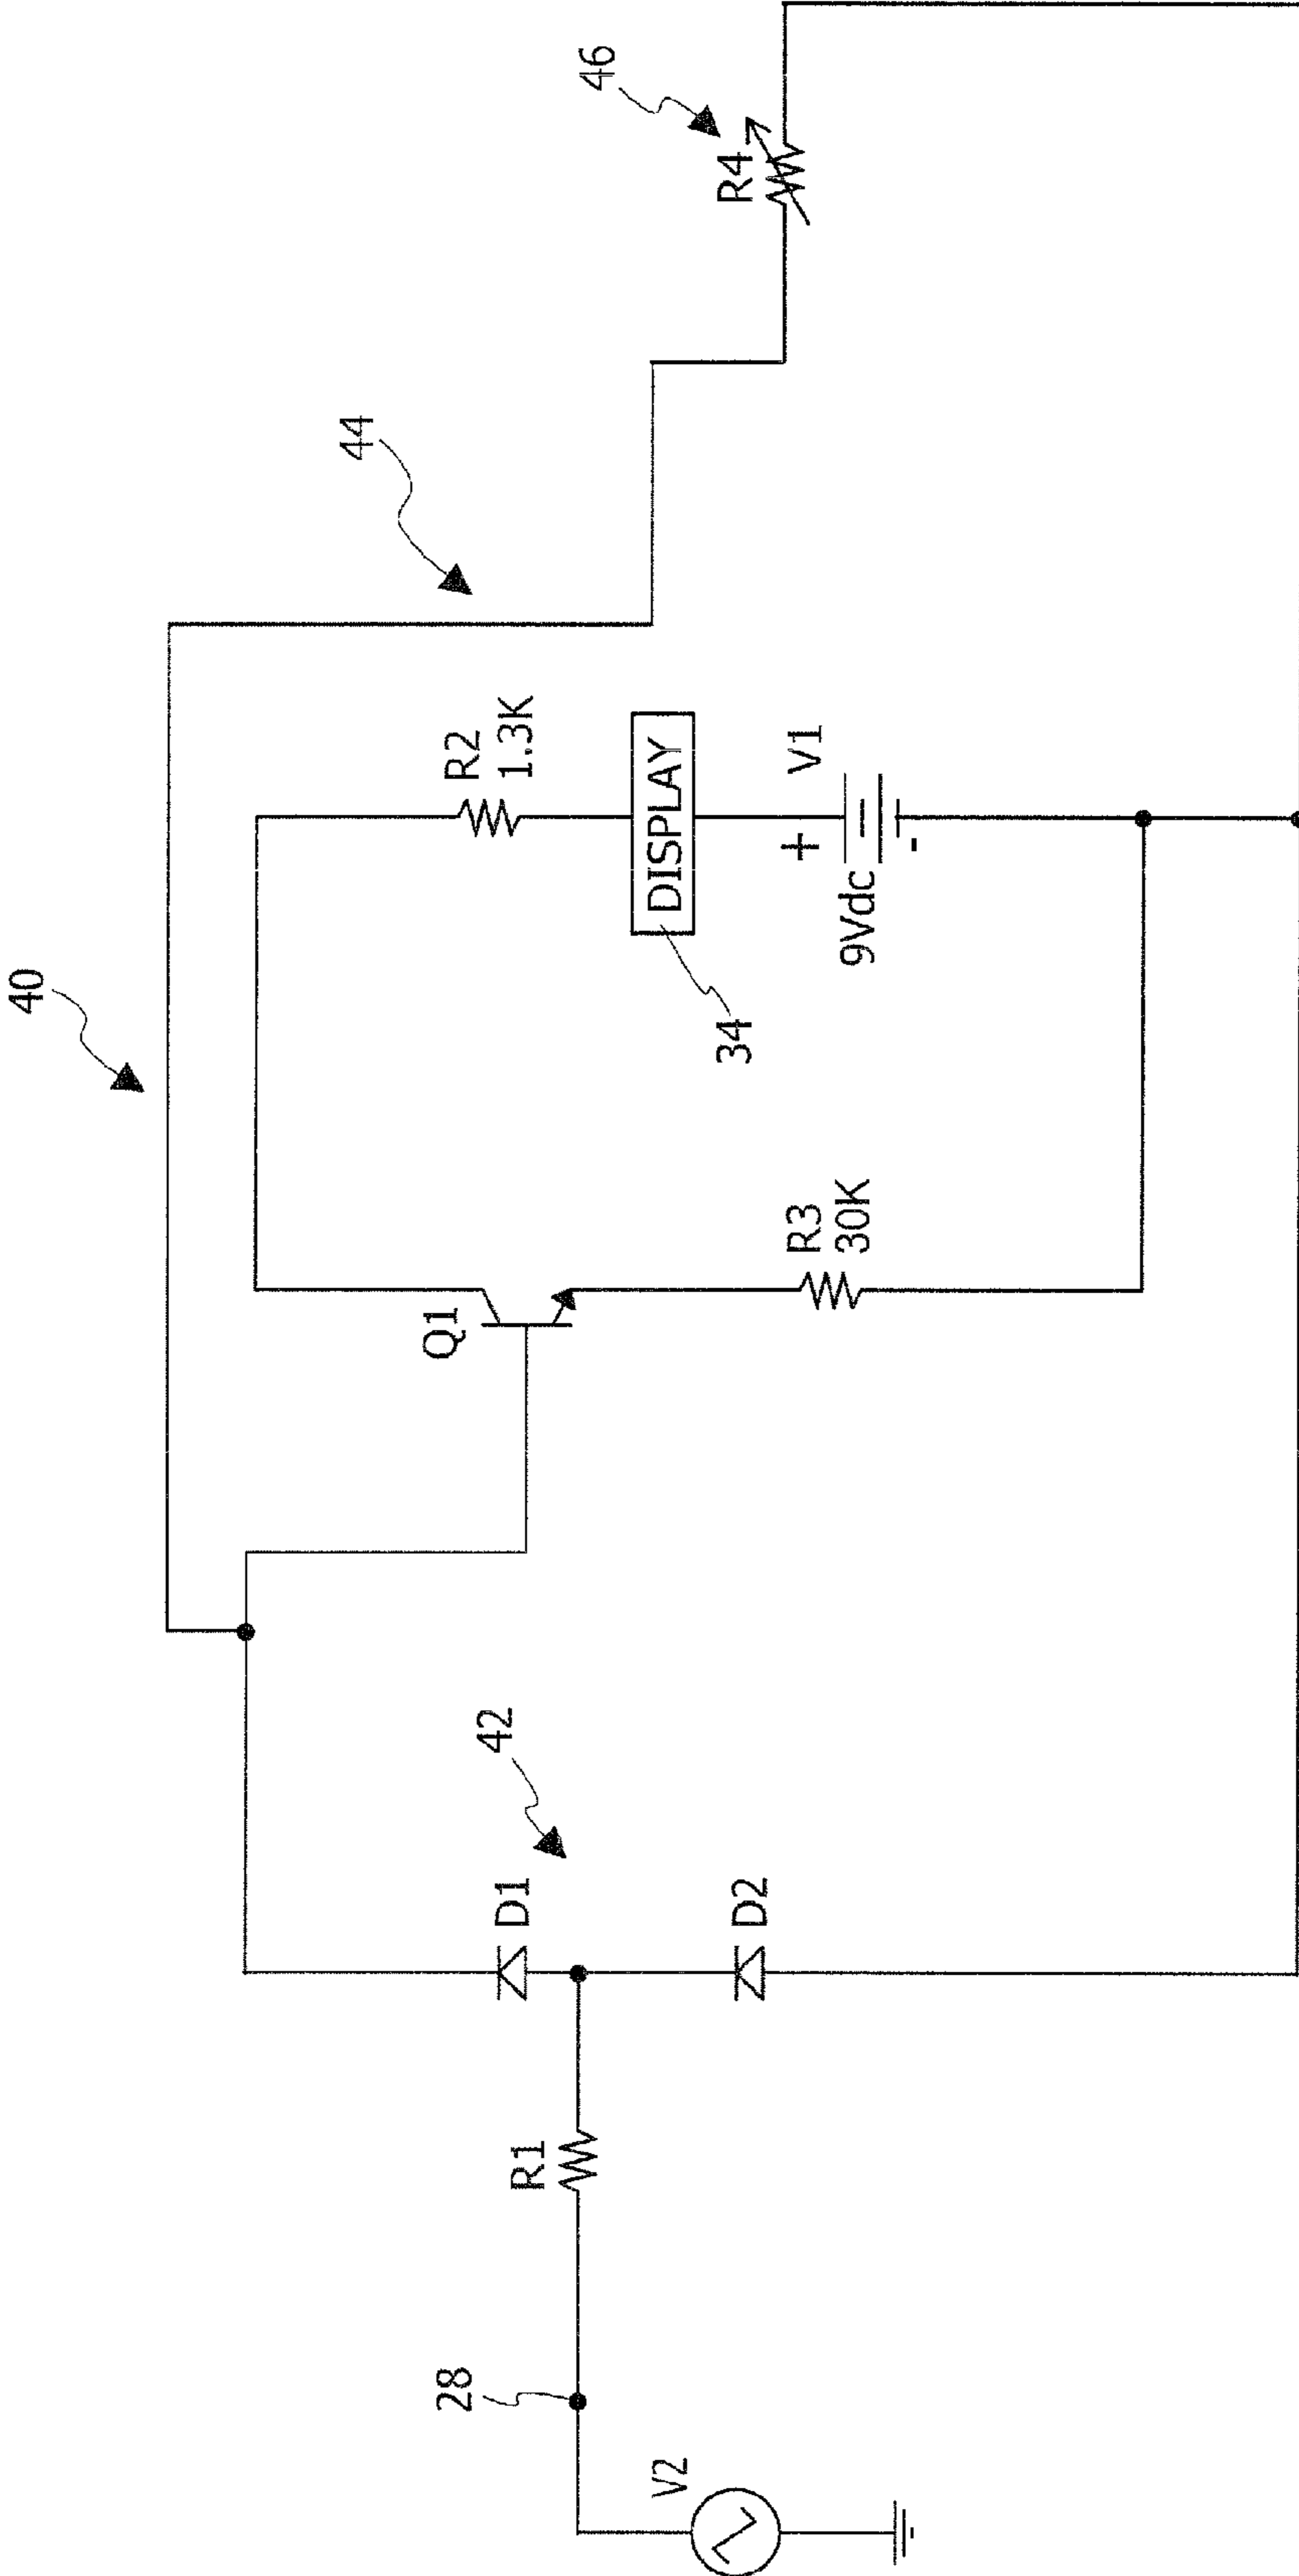 40
44
46
R4
R2
1.3K
DISPLAY
34
+
V1
9Vdc
-
Q1
R3
30K
42
D1
D2
R1
28
V2